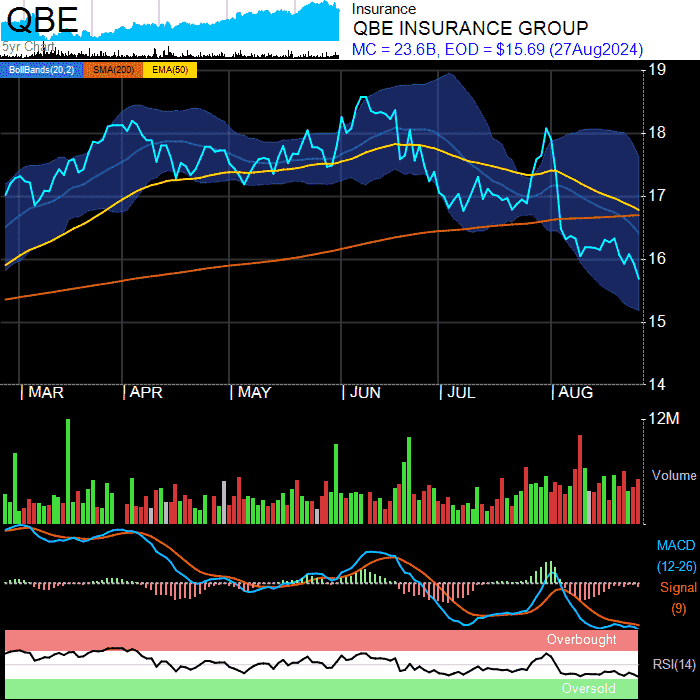 QBE
5yr Chart
Insurance
QBE INSURANCE GROUP
MC = 23.6B, EOD = $15.69 (27Aug2024)
BollBands(20,2) SMA(200) EMA(50)
19
18
17
16
15
14
| MAR | APR | MAY | JUN | JUL | AUG
12M
Volume
MACD
(12-26)
Signal
(9)
Overbought
RSI(14)
Oversold